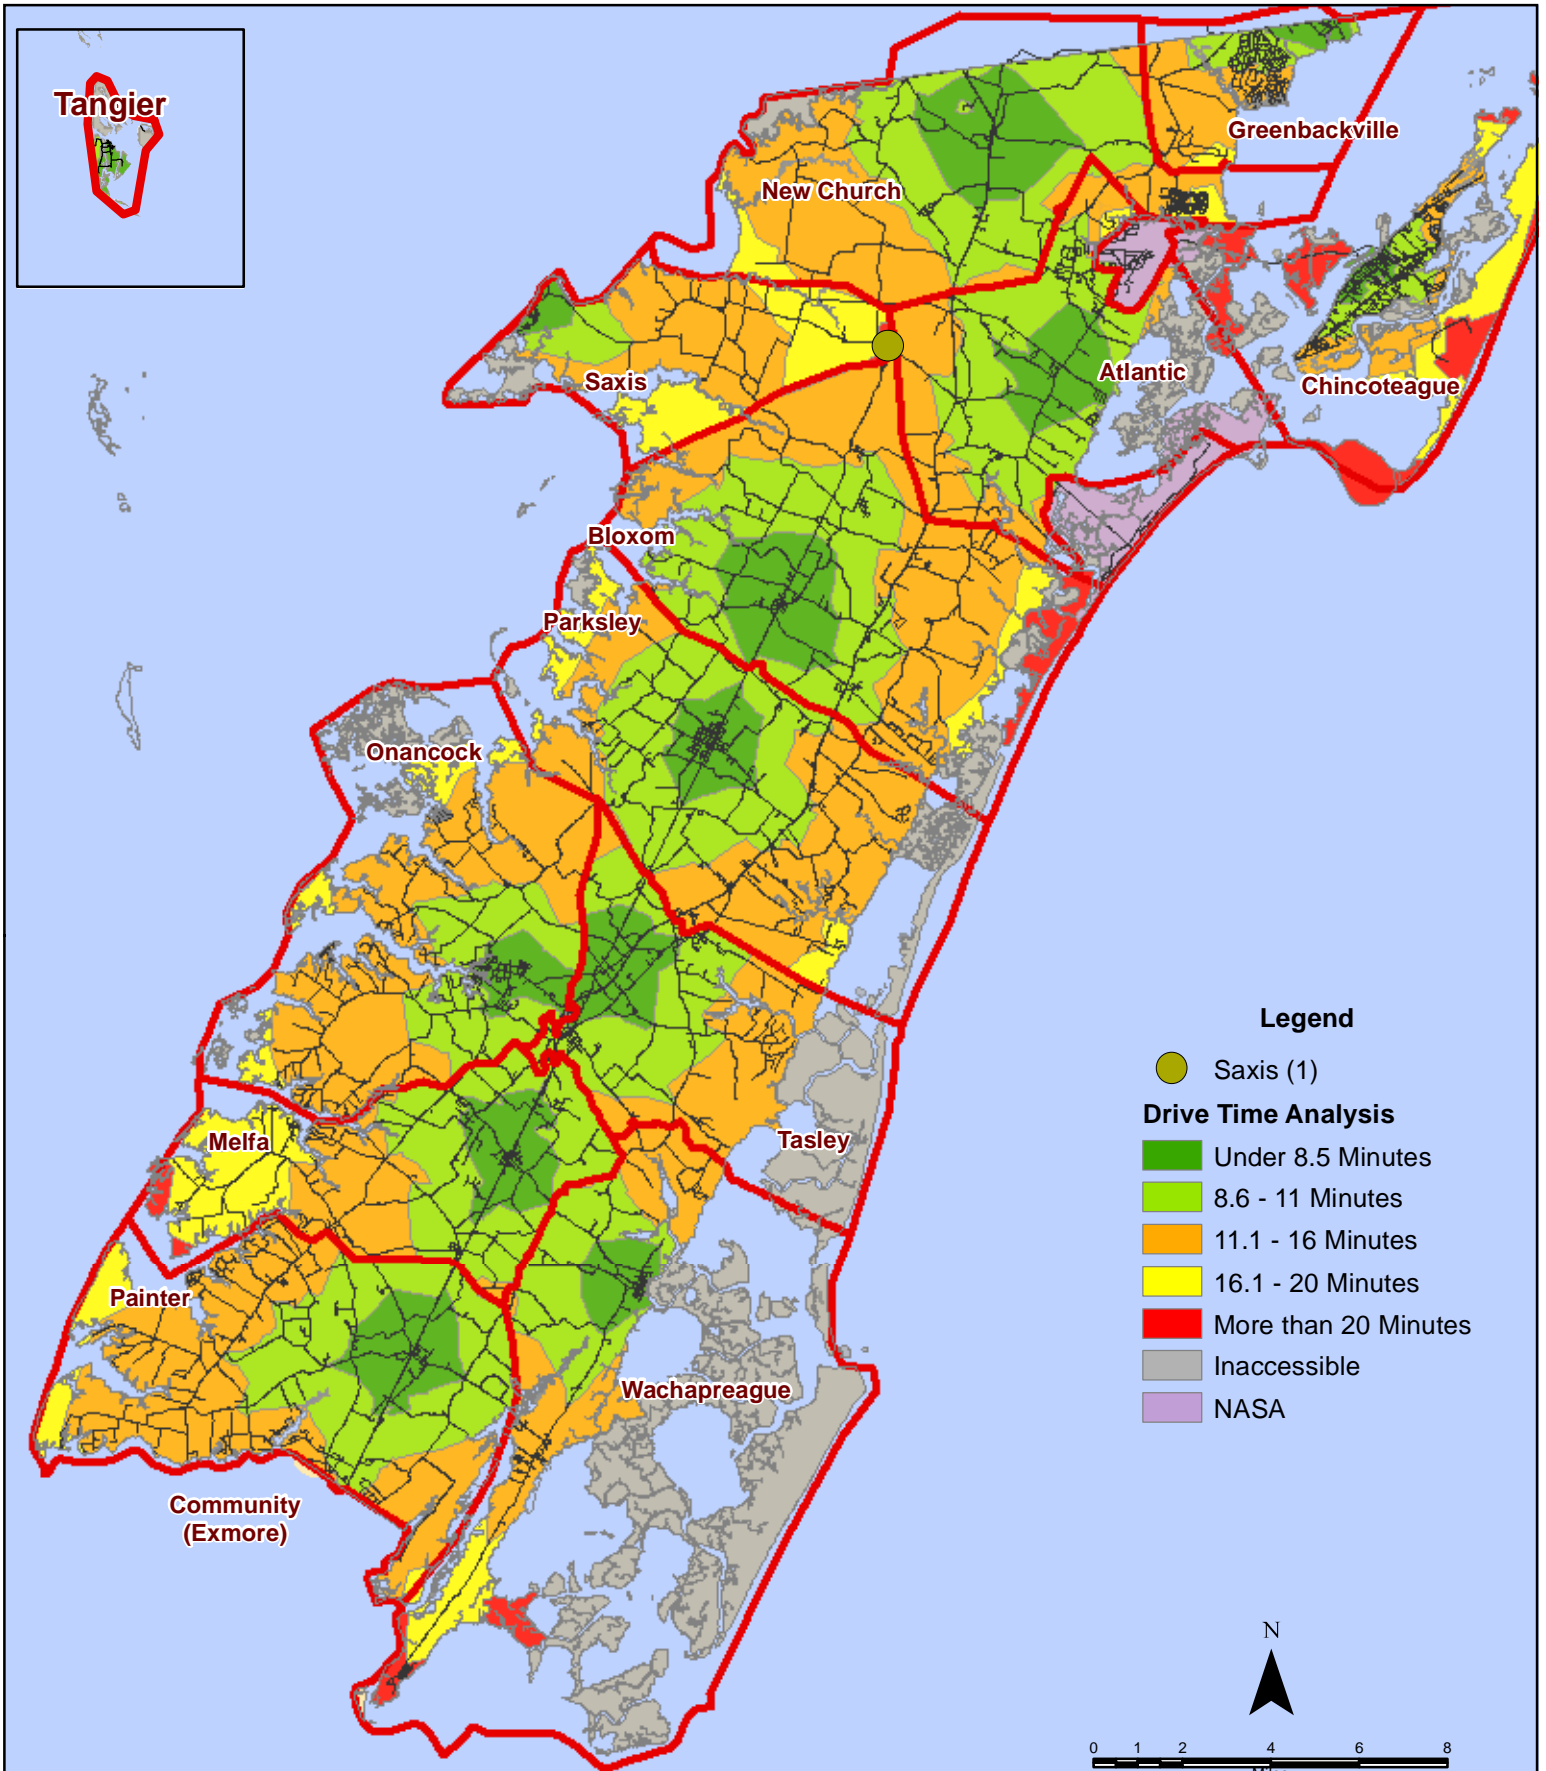 Tangier
Greenbackville
New Church
Saxis
Atlantic
Chincoteague
Bloxom
Parksley
Onancock
Melfa
Tasley
Painter
Wachapreague
Community
(Exmore)
Legend
Saxis (1)
Drive Time Analysis
Under 8.5 Minutes
8.6 - 11 Minutes
11.1 - 16 Minutes
16.1 - 20 Minutes
More than 20 Minutes
Inaccessible
NASA
N
0 1 2 4 6 8